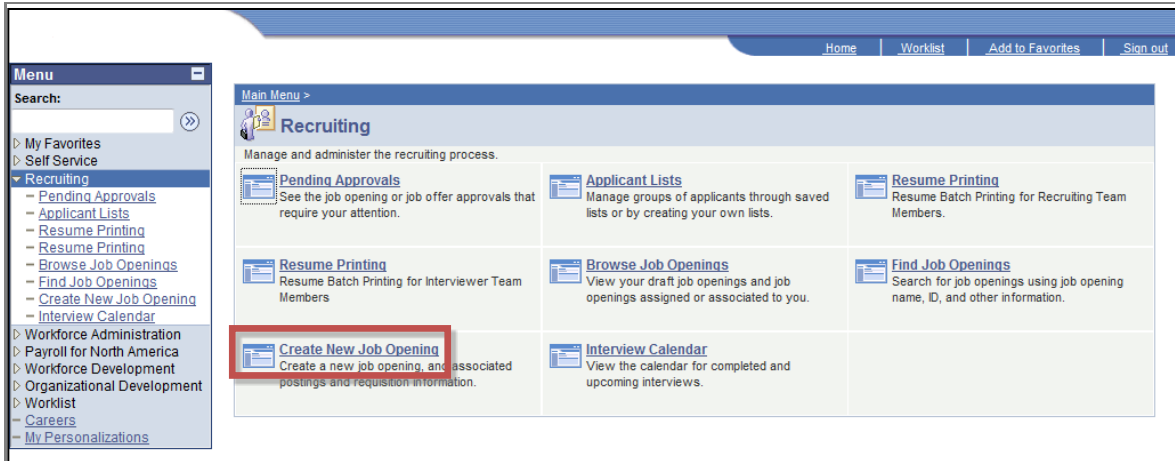 Home Worklist Add to Favorites Sign out
Menu
Search:
My Favorites
Self Service
Recruiting
Pending Approvals
Applicant Lists
Resume Printing
Resume Printing
Browse Job Openings
Find Job Openings
Create New Job Opening
Interview Calendar
Workforce Administration
Payroll for North America
Workforce Development
Organizational Development
Worklist
Careers
My Personalizations
Main Menu >
Recruiting
Manage and administer the recruiting process.
Pending Approvals
See the job opening or job offer approvals that
require your attention.
Applicant Lists
Manage groups of applicants through saved
lists or by creating your own lists.
Resume Printing
Resume Batch Printing for Recruiting Team
Members.
Resume Printing
Resume Batch Printing for Interviewer Team
Members
Browse Job Openings
View your draft job openings and job
openings assigned or associated to you.
Find Job Openings
Search for job openings using job opening
name, ID, and other information.
Create New Job Opening
Create a new job opening, and associated
postings and requisition information.
Interview Calendar
View the calendar for completed and
upcoming interviews.